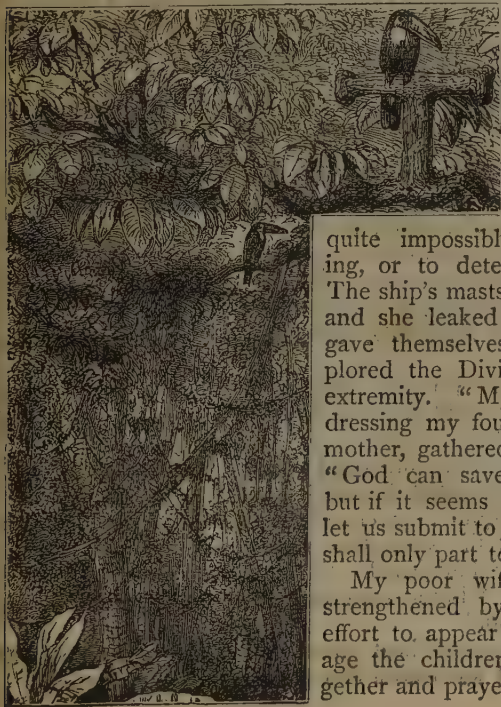 quite impossibl
ing, or to dete
The ship's masts
and she leaked
gave themselves
plored the Divi
extremity. "M
dressing my fou
mother, gathered
"God can save
but if it seems
let us submit to
shall only part to
My poor wif
strengthened by
effort to appear
age the children
gether and praye